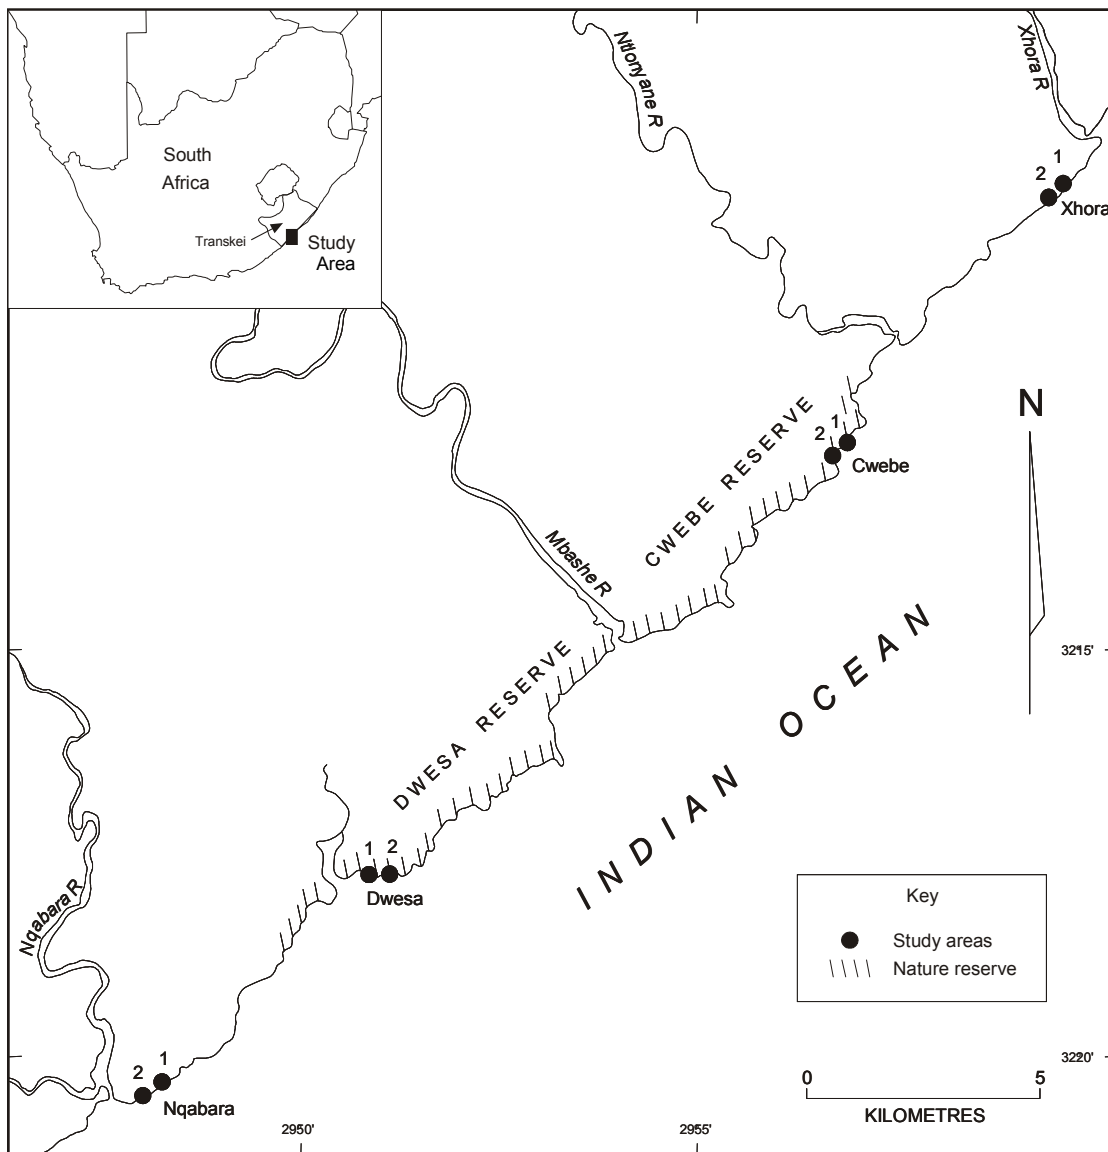 Ntlonyane R
Xhora R
South
Africa
Transkei
Study
Area
1
2
Xhora
N
CWEBE RESERVE
2 1
Cwebe
Mbashe R
INDIAN OCEAN
3215'
DWESA RESERVE
1 2
Dwesa
Nqabara R
Key
Study areas
Nature reserve
3220'
2 1
Nqabara
0 5
KILOMETRES
2950'
2955'